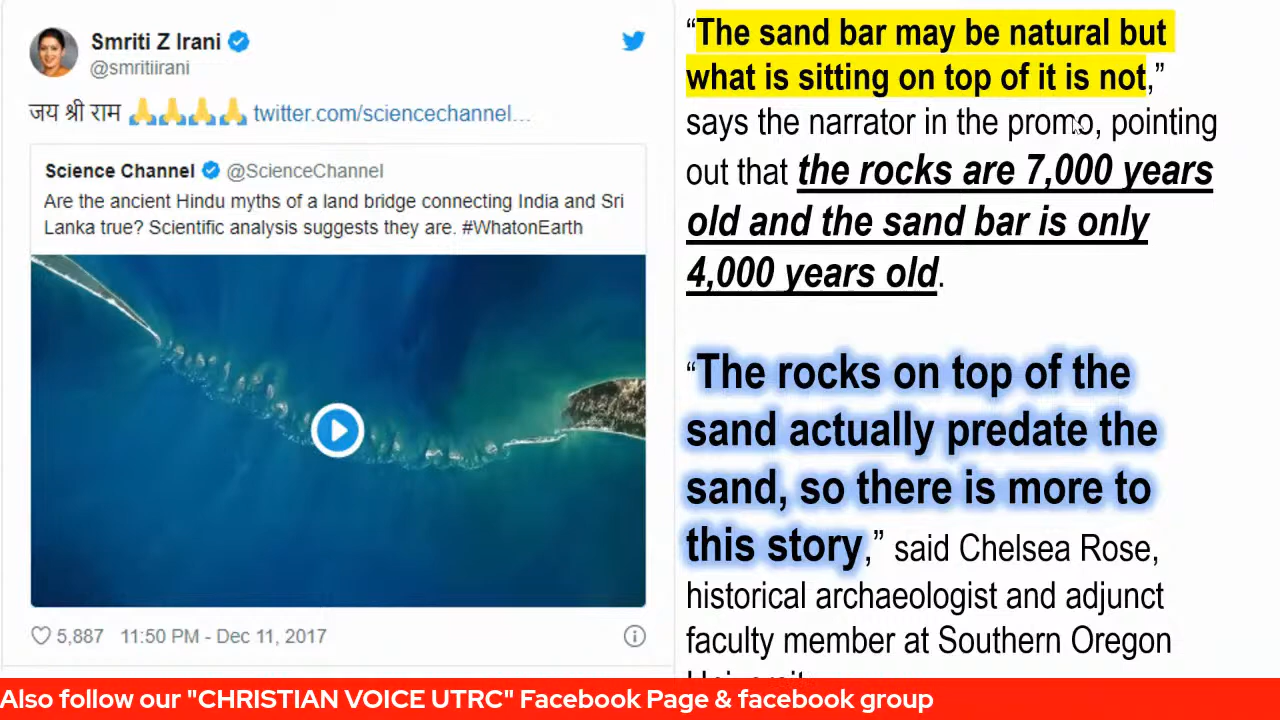 Smriti Z Irani
@smritiirani
जय श्री राम 🙏🙏🙏🙏 twitter.com/sciencechannel...
Science Channel @ScienceChannel
Are the ancient Hindu myths of a land bridge connecting India and Sri
Lanka true? Scientific analysis suggests they are. #WhatonEarth
5,887 11:50 PM - Dec 11, 2017
“The sand bar may be natural but
what is sitting on top of it is not,”
says the narrator in the promo, pointing
out that the rocks are 7,000 years
old and the sand bar is only
4,000 years old.
“The rocks on top of the
sand actually predate the
sand, so there is more to
this story,” said Chelsea Rose,
historical archaeologist and adjunct
faculty member at Southern Oregon
Also follow our "CHRISTIAN VOICE UTRC" Facebook Page & facebook group